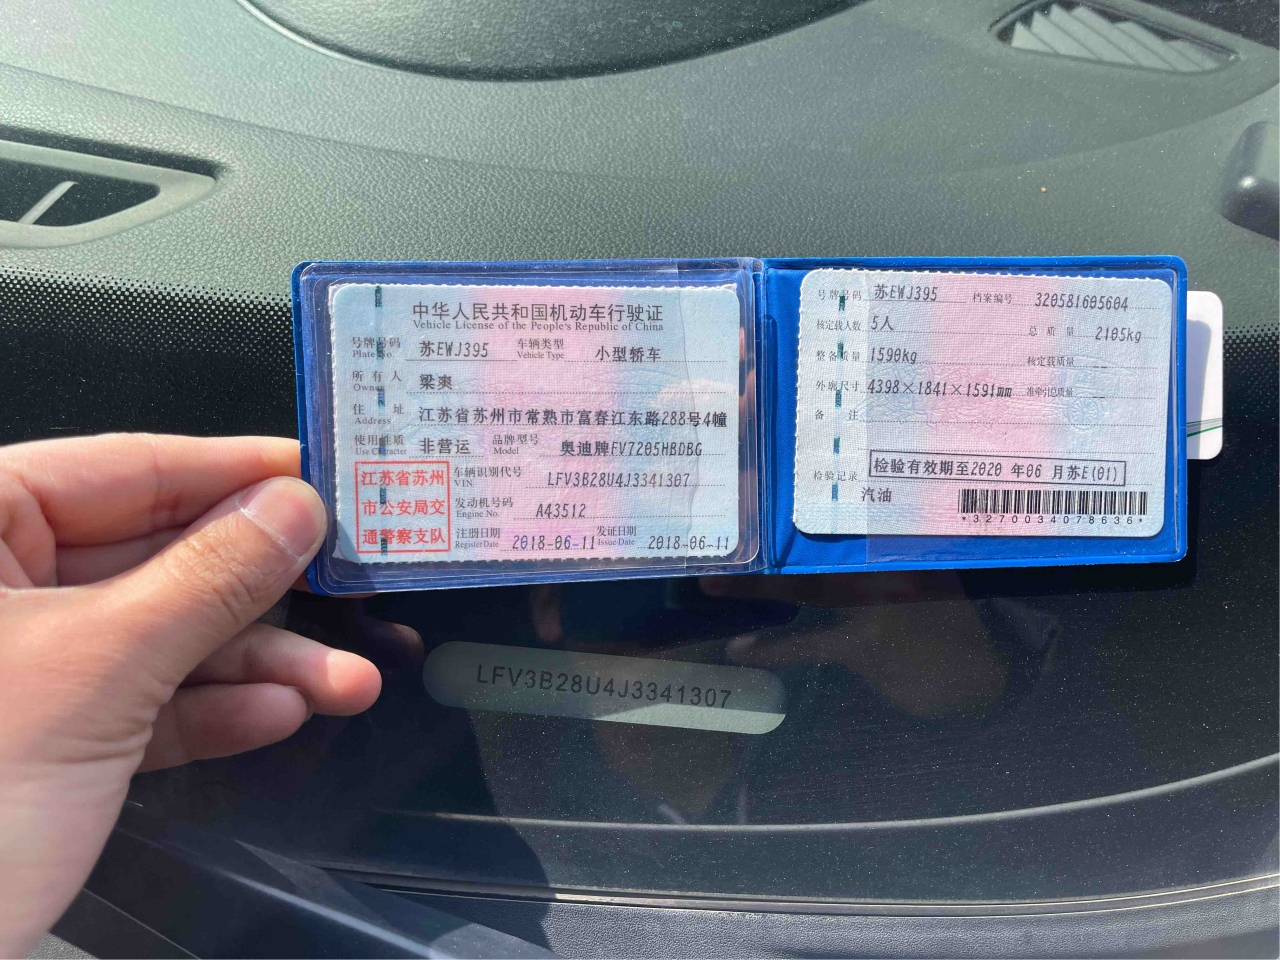 中华人民共和国机动车行驶证
Vehicle License of the People's Republic of China
号牌号码 苏EWJ395 车辆类型 小型轿车
Plate No. Vehicle Type
所有人 梁爽
Owner
住址 江苏省苏州市常熟市富春江东路288号4幢
Address
使用性质 非营运 品牌型号 奥迪牌FV7205HBDBG
Use Character Model
江苏省苏州
市公安局交
通警察支队
车辆识别代号 LFV3B28U4J3341307
VIN
发动机号码 A43512
Engine No.
注册日期 2018-06-11 发证日期 2018-06-11
Register Date Issue Date
号牌号码 苏EWJ395 档案编号 320581605604
核定载人数 5人 总质量 2105kg
整备质量 1590kg 核定载质量 --
外廓尺寸 4398×1841×1591mm 准牵引总质量 --
备注
检验记录 检验有效期至2020年06月苏E(01)
汽油
*3270034078636*
LFV3B28U4J3341307